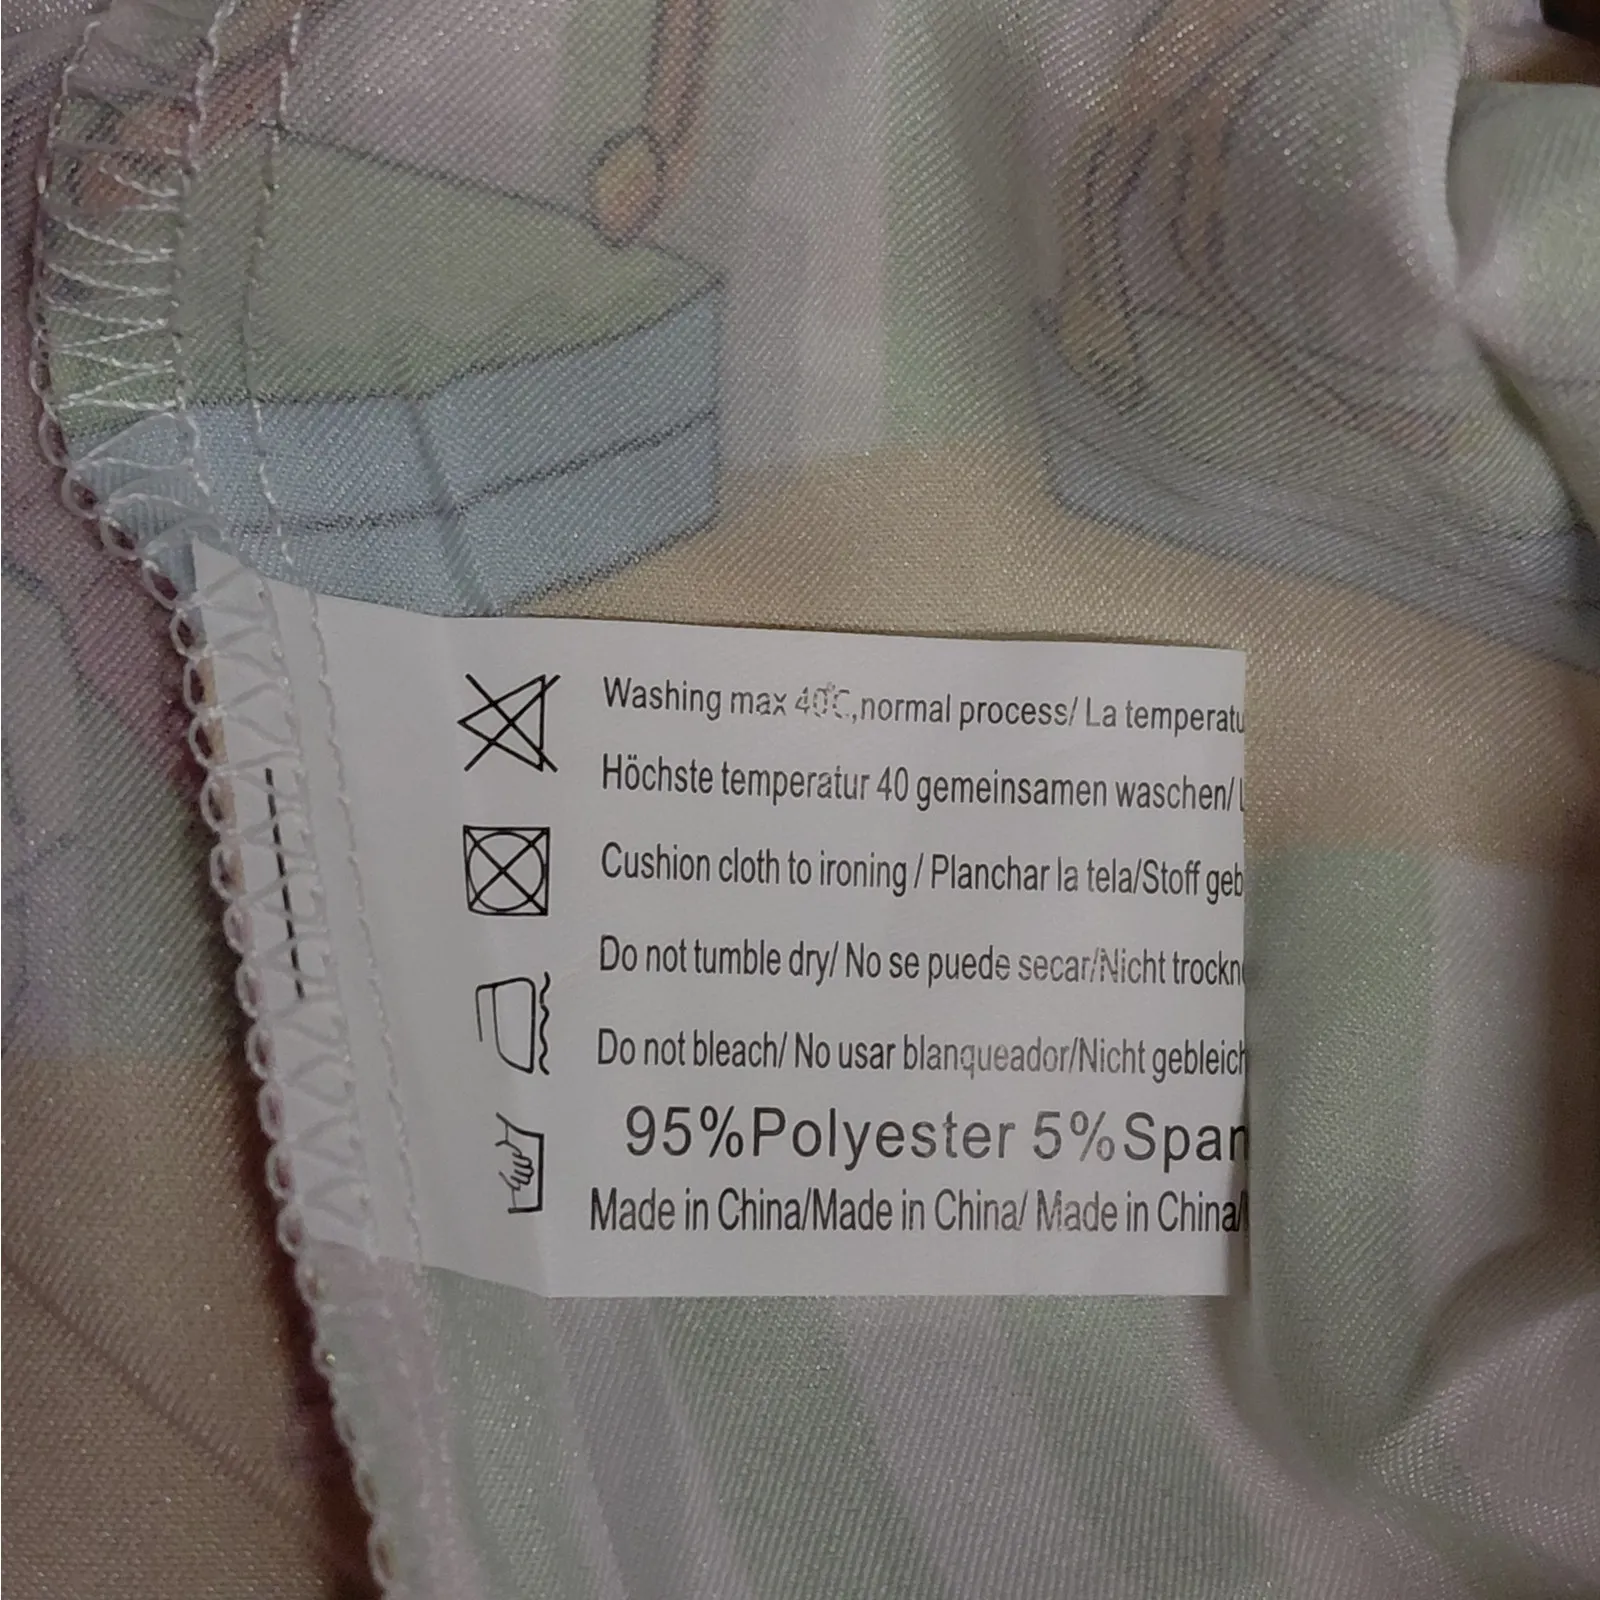 Washing max 40℃,normal process/ La temperatu
Höchste temperatur 40 gemeinsamen waschen/
Cushion cloth to ironing / Planchar la tela/Stoff geb
Do not tumble dry/ No se puede secar/Nicht trockn
Do not bleach/ No usar blanqueador/Nicht gebleich
95%Polyester 5%Span
Made in China/Made in China/ Made in China/